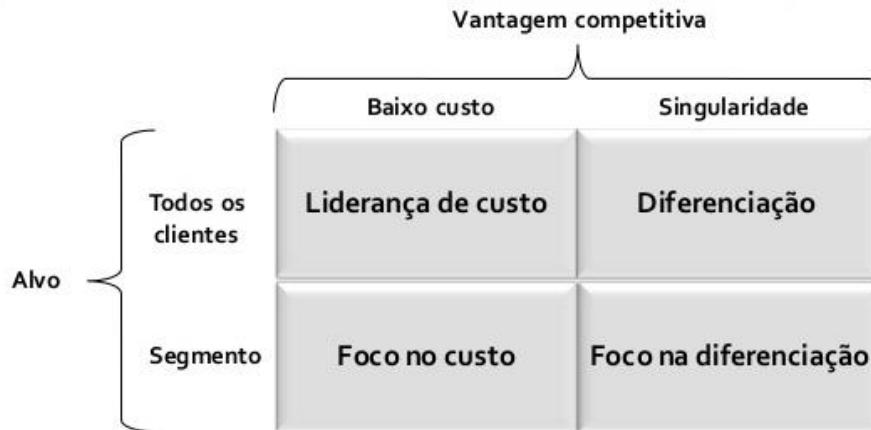 Vantagem competitiva
Baixo custo
Singularidade
Todos os
clientes
Liderança de custo
Diferenciação
Alvo
Segmento
Foco no custo
Foco na diferenciação